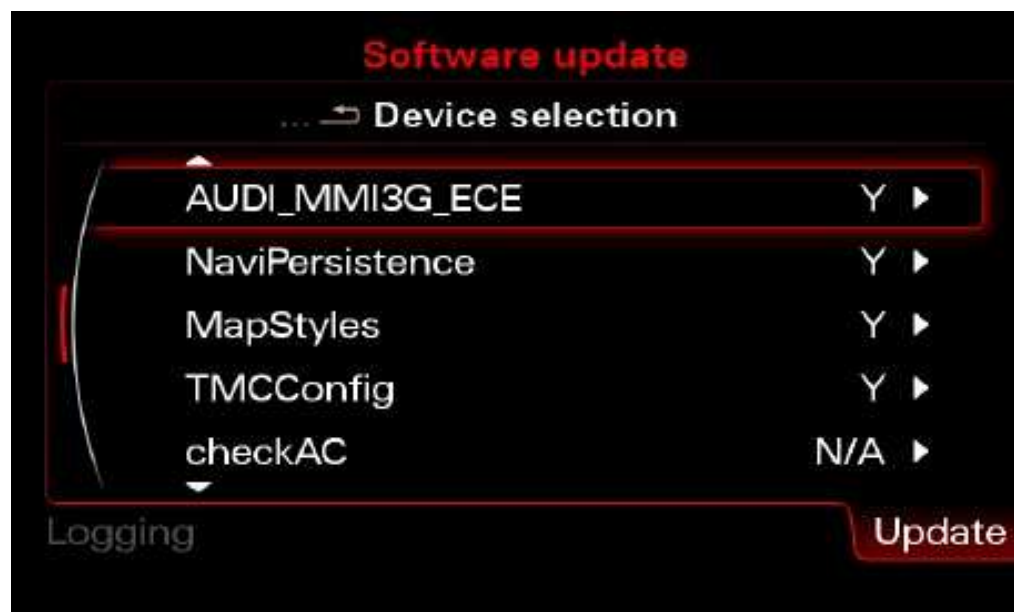 Software update
... Device selection
AUDI_MMI3G_ECE Y
NaviPersistence Y
MapStyles Y
TMCConfig Y
checkAC N/A
Logging Update